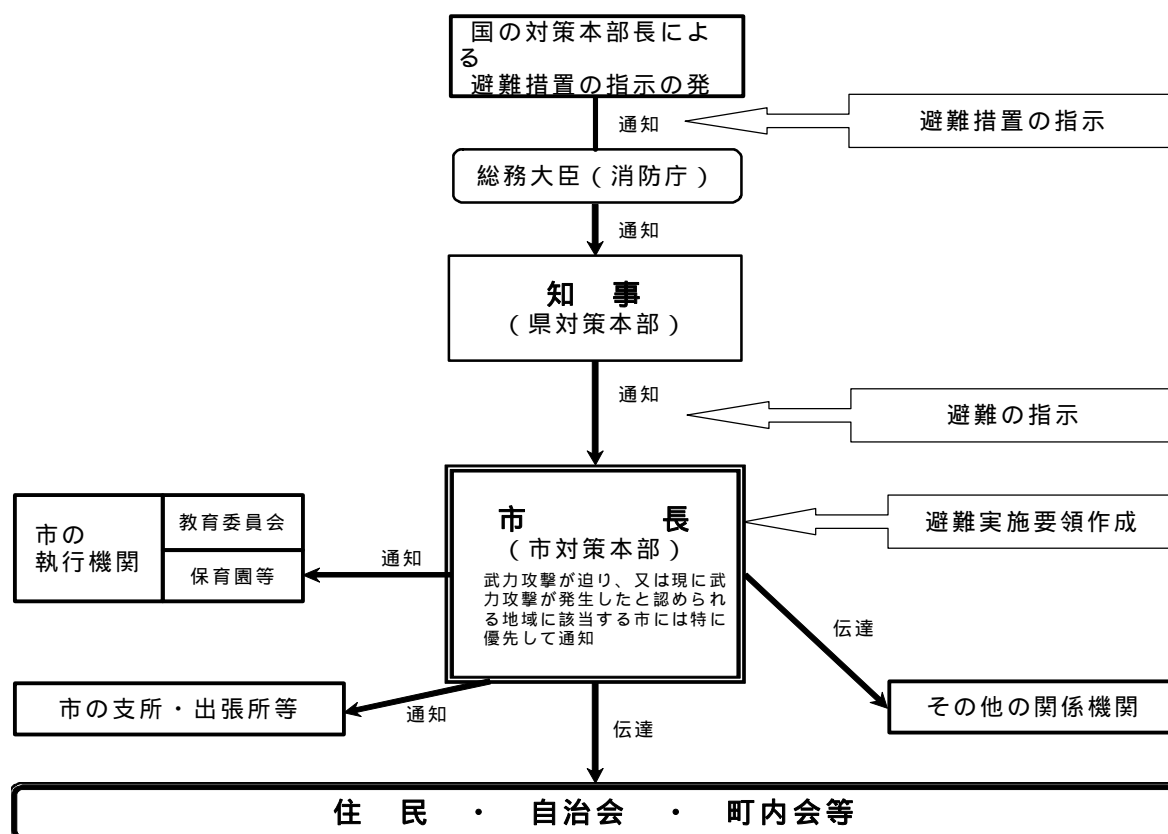 国の対策本部長によ
る
避難措置の指示の発
通知
避難措置の指示
総務大臣（消防庁）
通知
知　事
（県対策本部）
通知
避難の指示
市　　　長
（市対策本部）
武力攻撃が迫り、又は現に武
力攻撃が発生したと認められ
る地域に該当する市には特に
優先して通知
避難実施要領作成
市の
執行機関
教育委員会
保育園等
通知
伝達
市の支所・出張所等
通知
伝達
その他の関係機関
住　民　・　自治会　・　町内会等